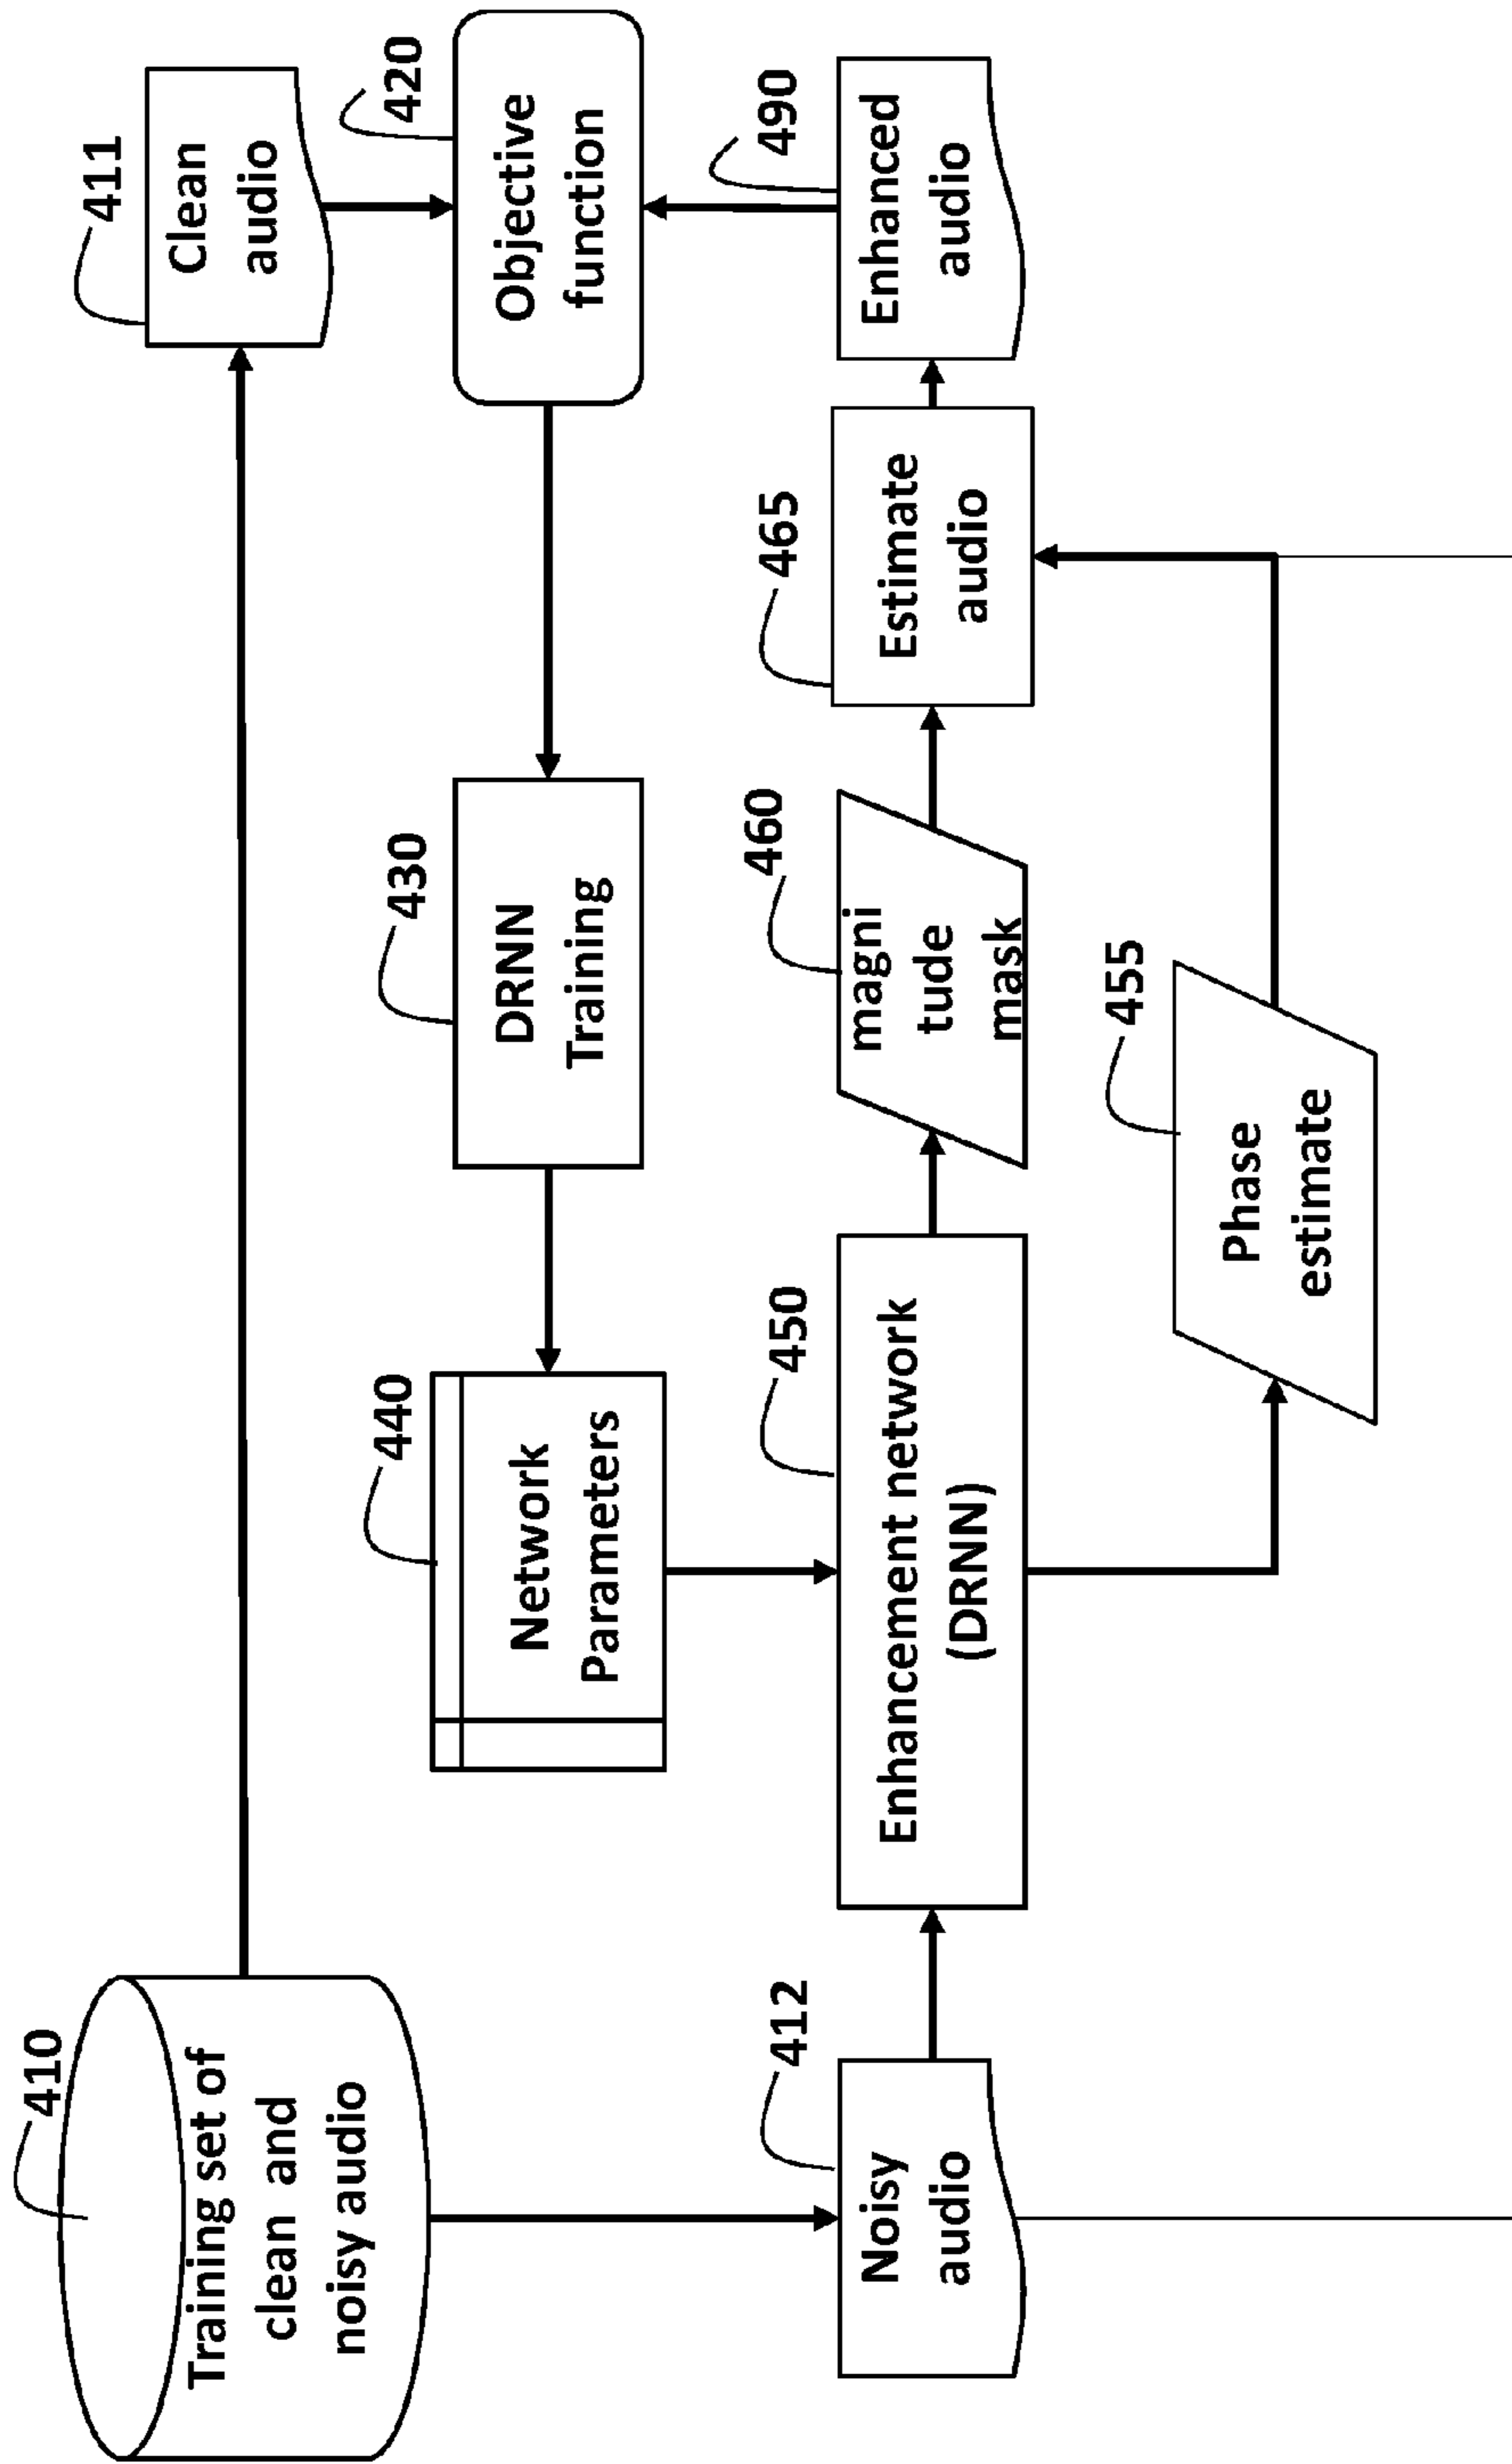 410
Training set of
clean and
noisy audio
411
Clean
audio
420
Objective
function
430
DRNN
Training
440
Network
Parameters
412
Noisy
audio
450
Enhancement network
(DRNN)
460
magni
tude
mask
465
Estimate
audio
490
Enhanced
audio
455
Phase
estimate